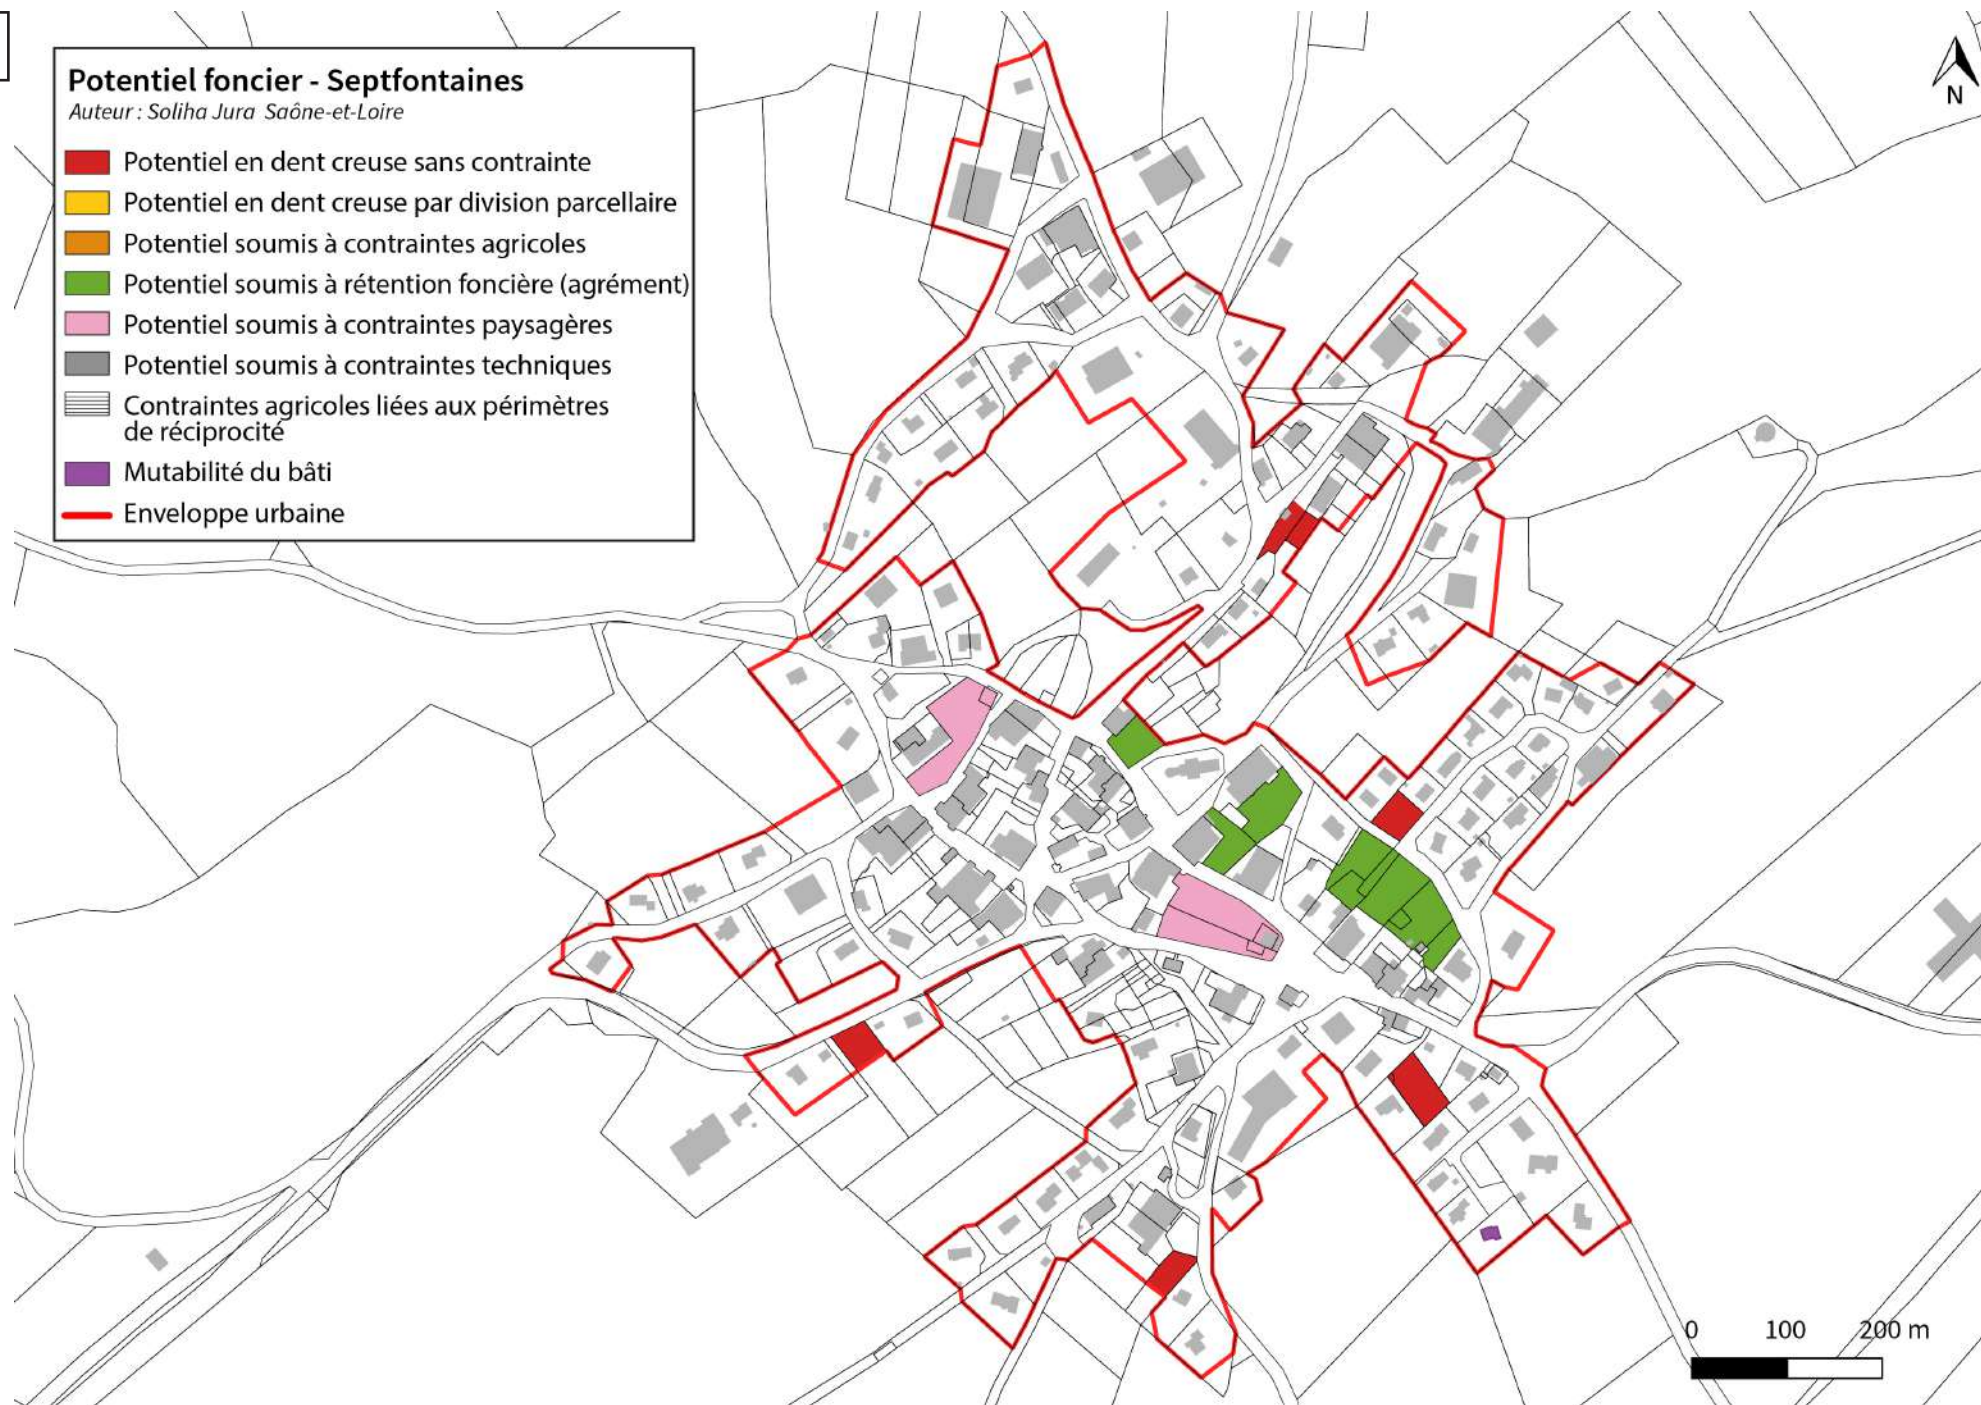 Potentiel foncier - Septfontaines
Auteur : Soliha Jura Saône-et-Loire
Potentiel en dent creuse sans contrainte
Potentiel en dent creuse par division parcellaire
Potentiel soumis à contraintes agricoles
Potentiel soumis à rétention foncière (agrément)
Potentiel soumis à contraintes paysagères
Potentiel soumis à contraintes techniques
Contraintes agricoles liées aux périmètres
de réciprocité
Mutabilité du bâti
Enveloppe urbaine
N
0 100 200 m